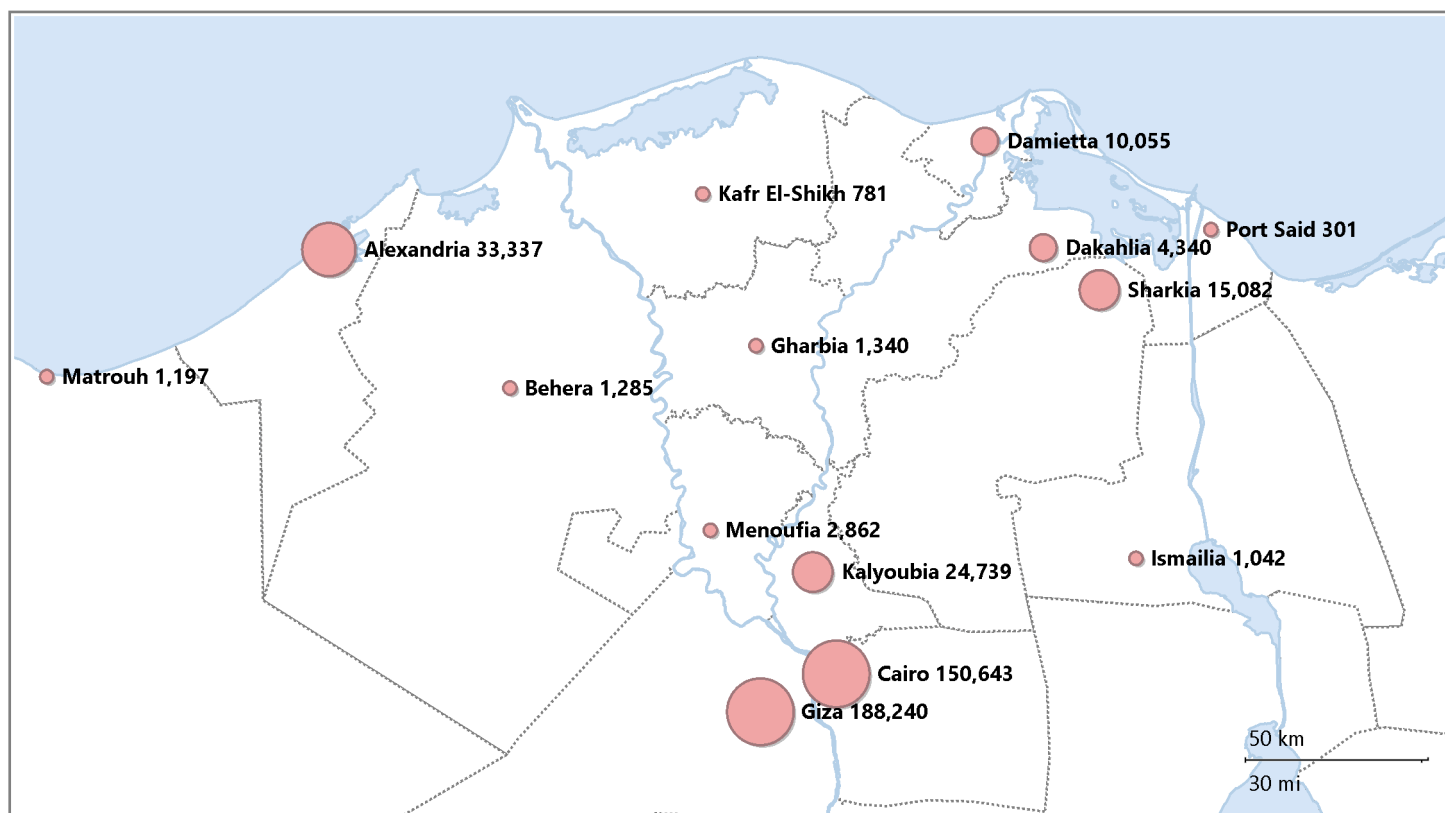 Damietta 10,055
Kafr El-Shikh 781
Port Said 301
Alexandria 33,337
Dakahlia 4,340
Sharkia 15,082
Gharbia 1,340
Matrouh 1,197
Behera 1,285
Menoufia 2,862
Ismailia 1,042
Kalyoubia 24,739
Cairo 150,643
Giza 188,240
50 km
30 mi